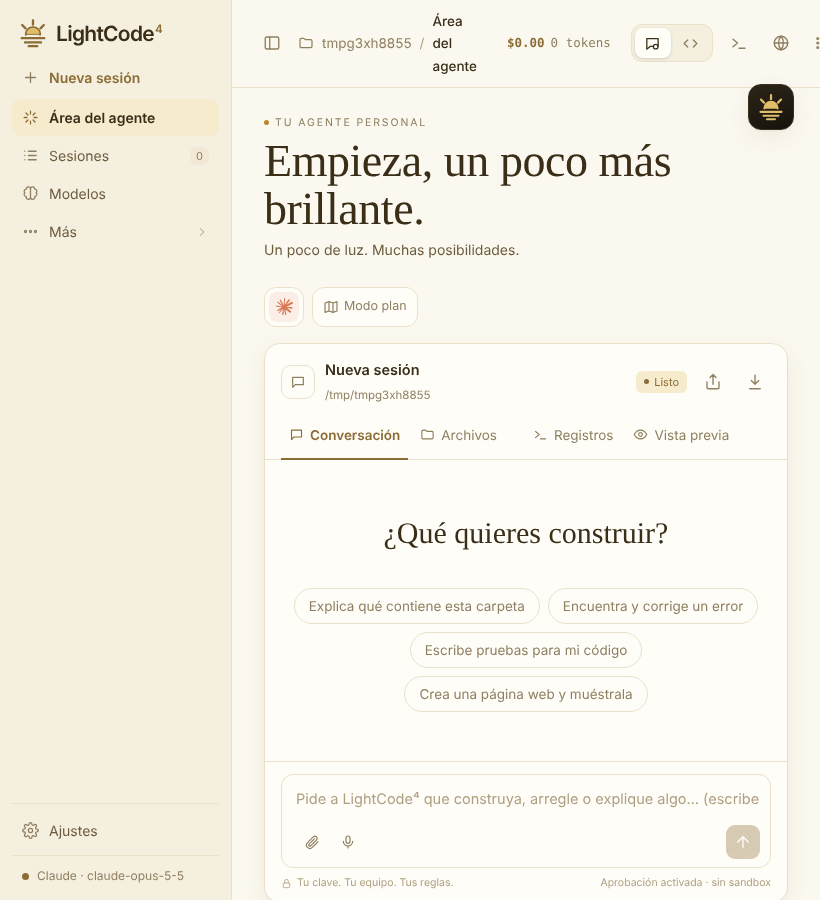 LightCode⁴
Nueva sesión
Área del agente
Sesiones 0
Modelos
Más
Ajustes
Claude · claude-opus-5-5
tmpg3xh8855 / Área del agente
$0.00 0 tokens
TU AGENTE PERSONAL
Empieza, un poco más
brillante.
Un poco de luz. Muchas posibilidades.
Modo plan
Nueva sesión
/tmp/tmpg3xh8855
Listo
Conversación Archivos Registros Vista previa
¿Qué quieres construir?
Explica qué contiene esta carpeta Encuentra y corrige un error
Escribe pruebas para mi código
Crea una página web y muéstrala
Pide a LightCode⁴ que construya, arregle o explique algo... (escribe
Tu clave. Tu equipo. Tus reglas. Aprobación activada · sin sandbox